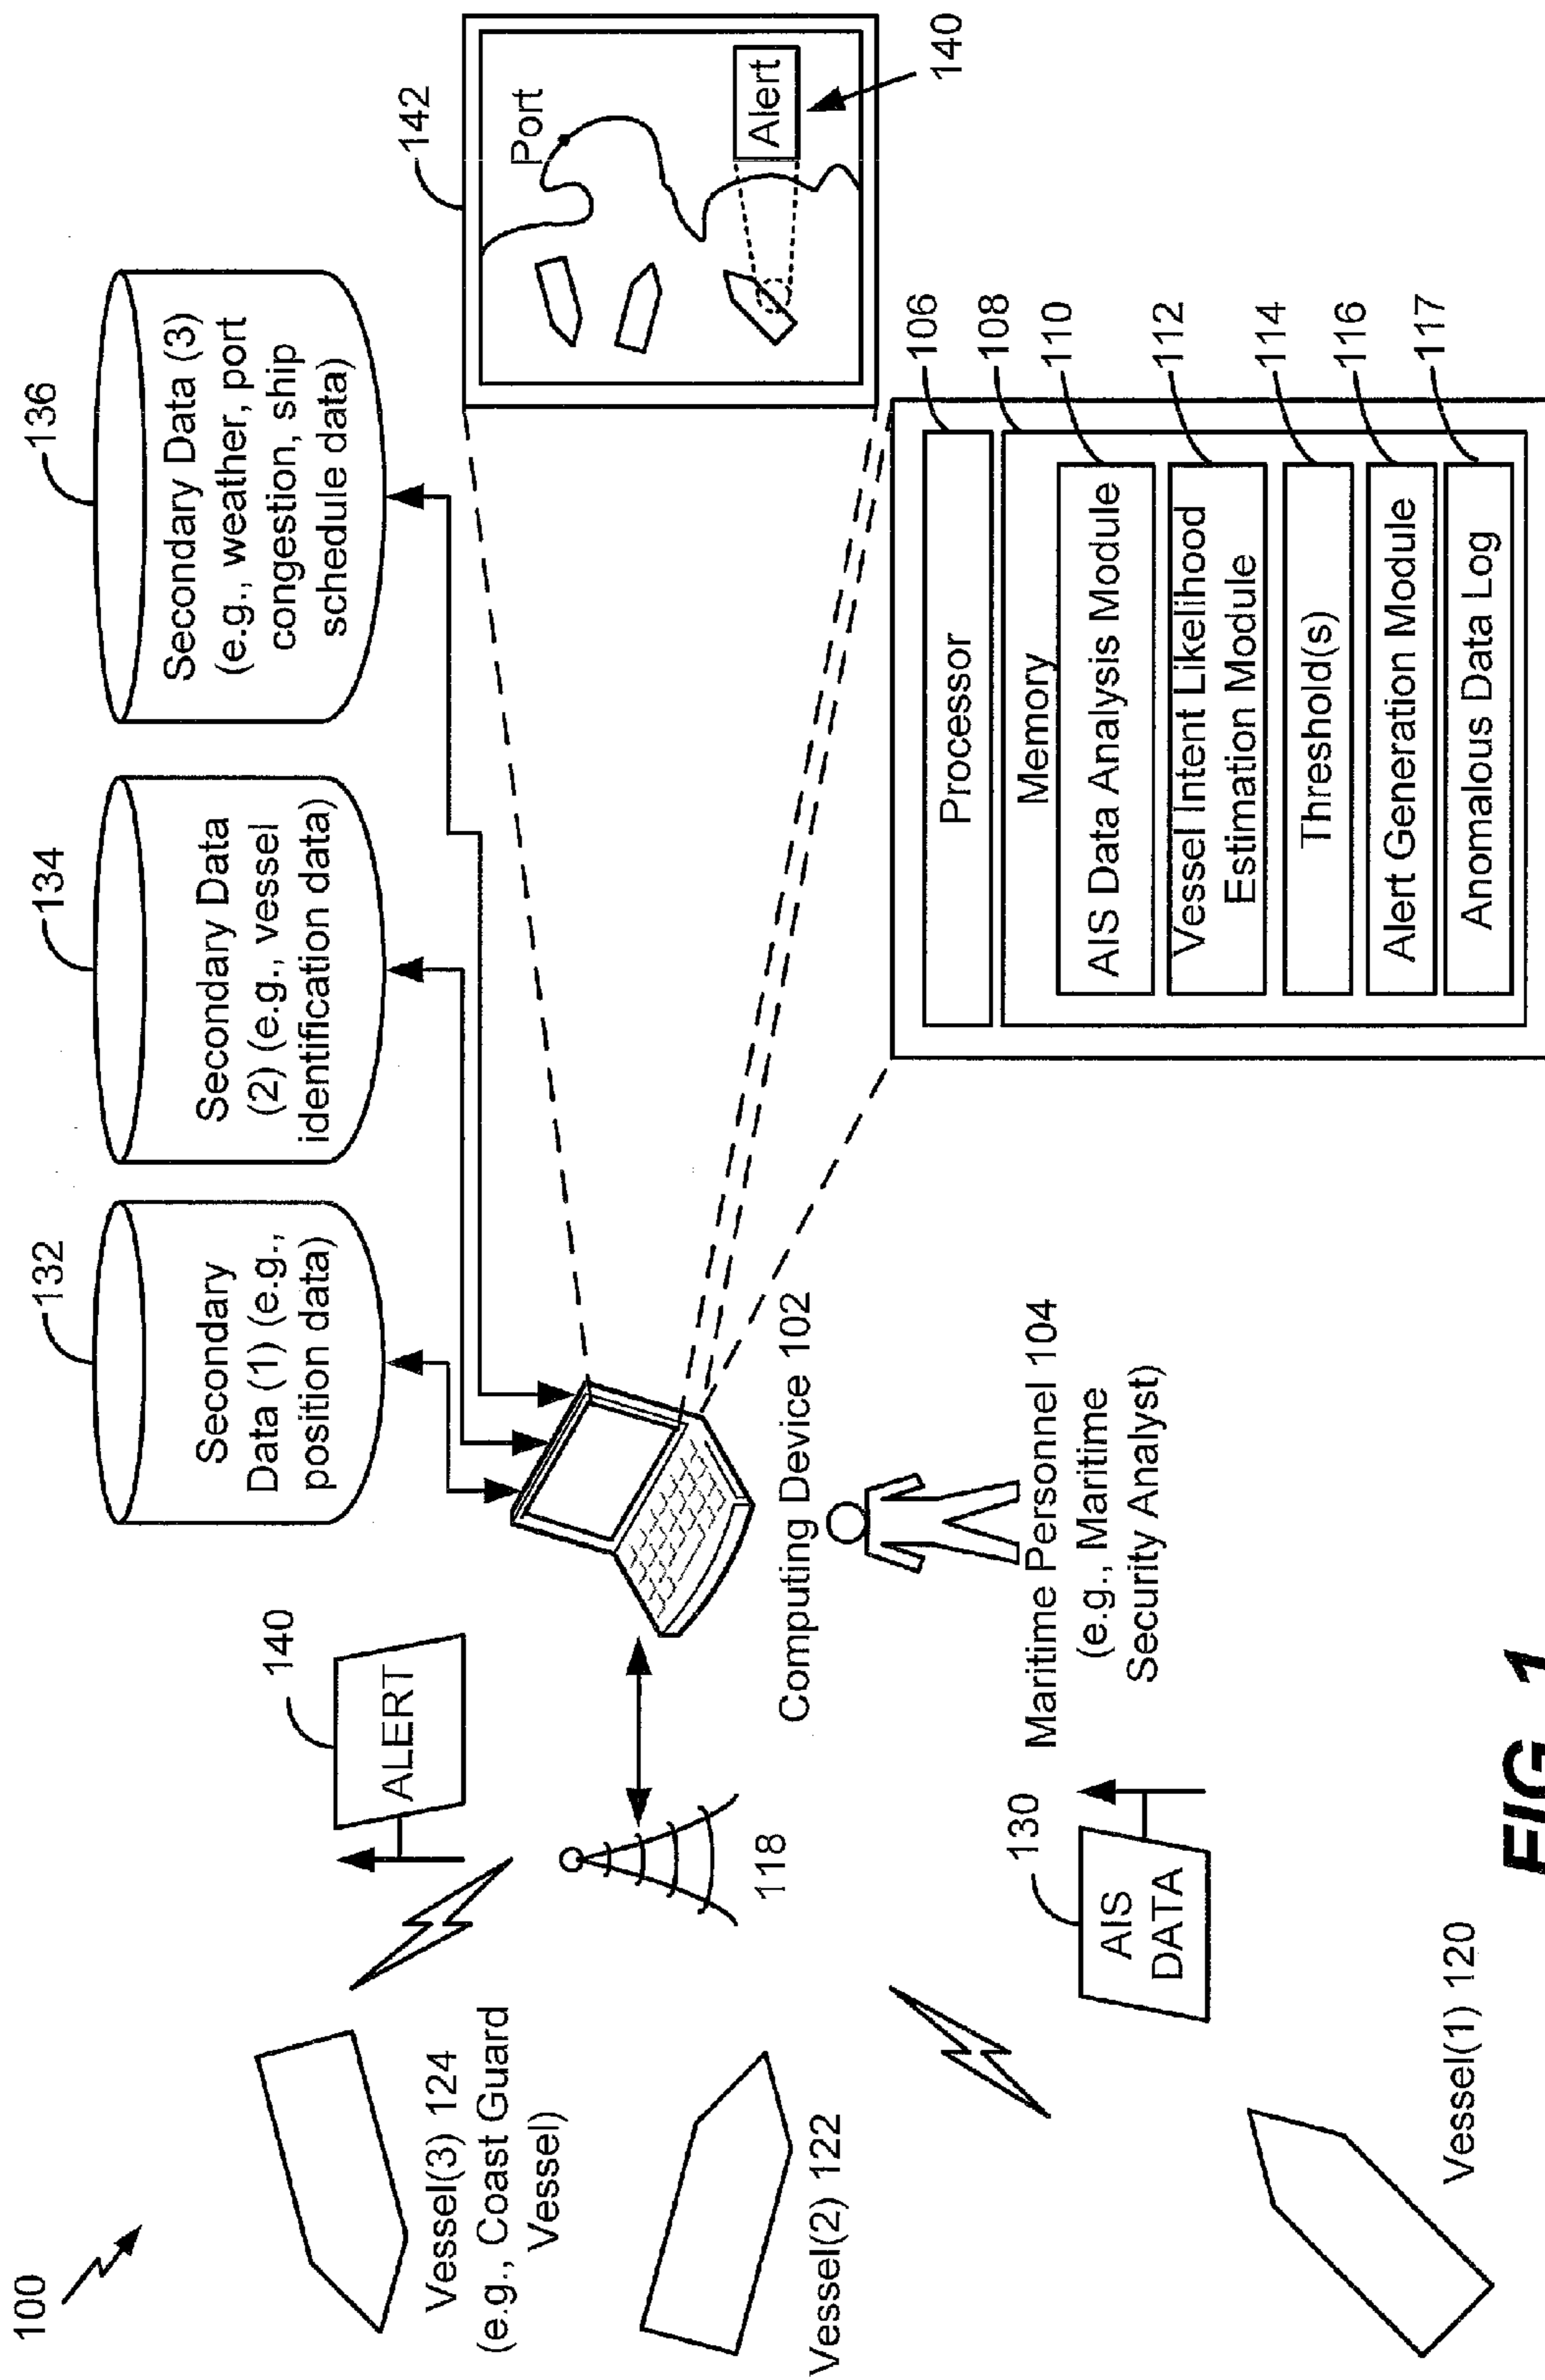 100
Vessel(3) 124
(e.g., Coast Guard
Vessel)
Vessel(2) 122
Vessel(1) 120
140
ALERT
118
130
AIS
DATA
132
Secondary
Data (1) (e.g.,
position data)
134
Secondary Data
(2) (e.g., vessel
identification data)
136
Secondary Data (3)
(e.g., weather, port
congestion, ship
schedule data)
Computing Device 102
Maritime Personnel 104
(e.g., Maritime
Security Analyst)
142
Port
Alert
140
106
Processor
108
Memory
110
AIS Data Analysis Module
112
Vessel Intent Likelihood
Estimation Module
114
Threshold(s)
116
Alert Generation Module
117
Anomalous Data Log
FIG. 1